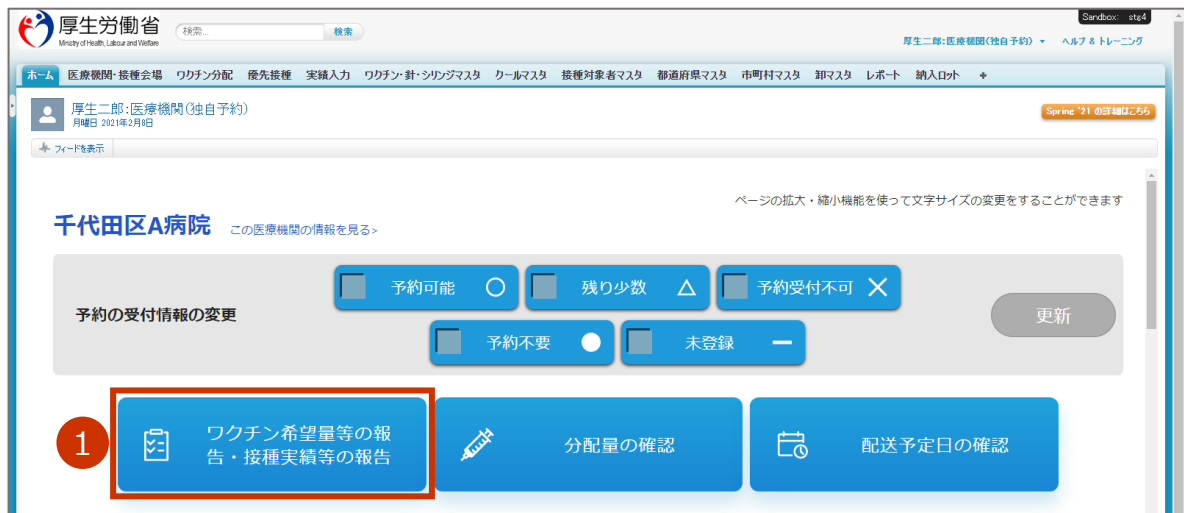 Sandbox: stg4
厚生労働省
Ministry of Health, Labour and Welfare
検索...
検索
厚生二郎:医療機関(独自予約)
ヘルプ & トレーニング
ホーム 医療機関・接種会場 ワクチン分配 優先接種 実績入力 ワクチン・針・シリンジマスタ クールマスタ 接種対象者マスタ 都道府県マスタ 市町村マスタ 卸マスタ レポート 納入ロット +
厚生二郎:医療機関(独自予約)
月曜日 2021年2月8日
Spring '21 の詳細はこちら
フィードを表示
ページの拡大・縮小機能を使って文字サイズの変更をすることができます
千代田区A病院 この医療機関の情報を見る>
予約の受付情報の変更
予約可能 ○
残り少数 △
予約受付不可 ×
予約不要 ●
未登録 ー
更新
1
ワクチン希望量等の報
告・接種実績等の報告
分配量の確認
配送予定日の確認